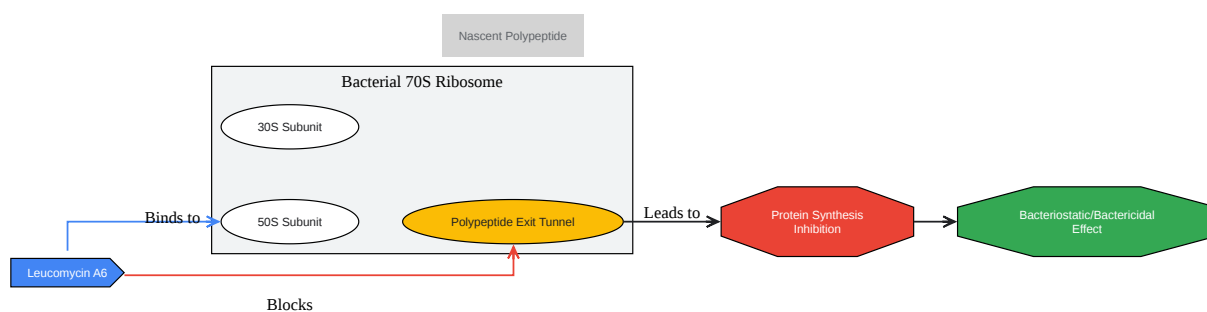 Nascent Polypeptide
Bacterial 70S Ribosome
30S Subunit
Binds to
50S Subunit
Polypeptide Exit Tunnel
Leads to
Protein Synthesis
Inhibition
Bacteriostatic/Bactericidal
Effect
Leucomycin A6
Blocks